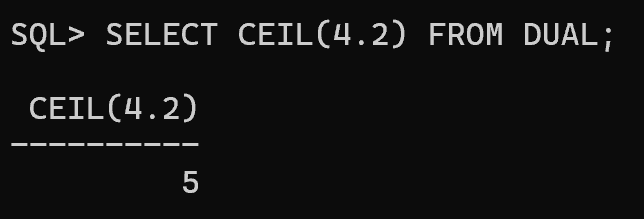 SQL> SELECT CEIL(4.2) FROM DUAL;
 CEIL(4.2)
----------
         5